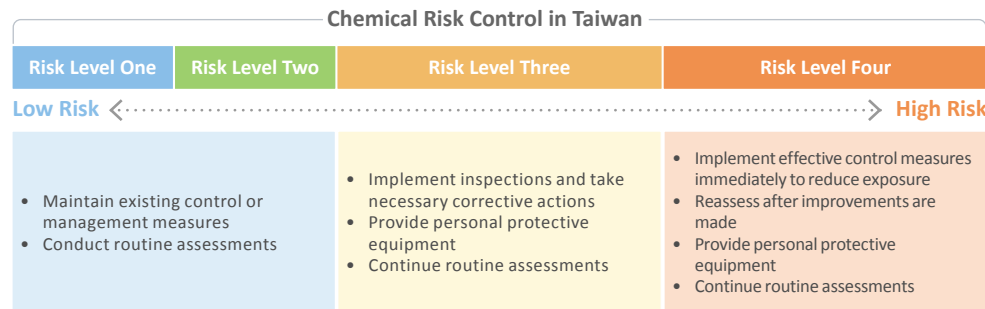 Chemical Risk Control in Taiwan
Risk Level One
Risk Level Two
Risk Level Three
Risk Level Four
Low Risk
High Risk
• Maintain existing control or
management measures
• Conduct routine assessments
• Implement inspections and take
necessary corrective actions
• Provide personal protective
equipment
• Continue routine assessments
• Implement effective control measures
immediately to reduce exposure
• Reassess after improvements are
made
• Provide personal protective
equipment
• Continue routine assessments